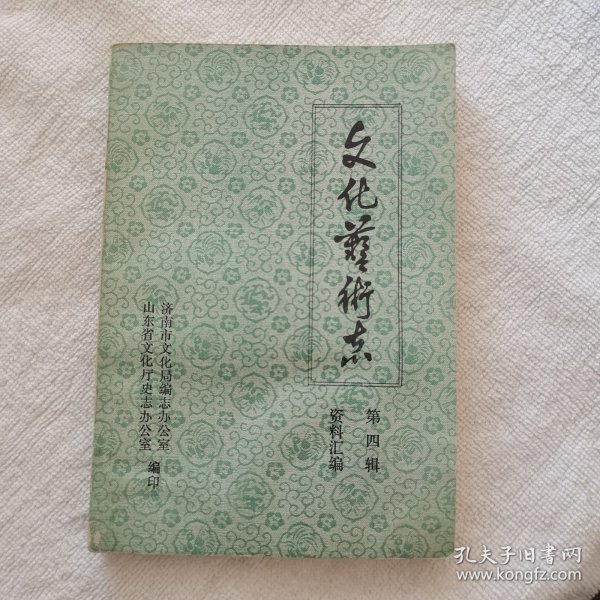 文化藝術志
第四辑
资料汇编
济南市文化局编志办公室
山东省文化厅史志办公室
编印
孔夫子旧书网
www.kongfz.com